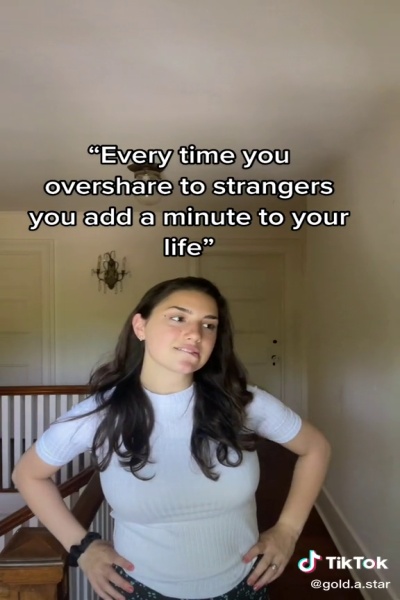 “Every time you
overshare to strangers
you add a minute to your
life”
TikTok
@gold.a.star